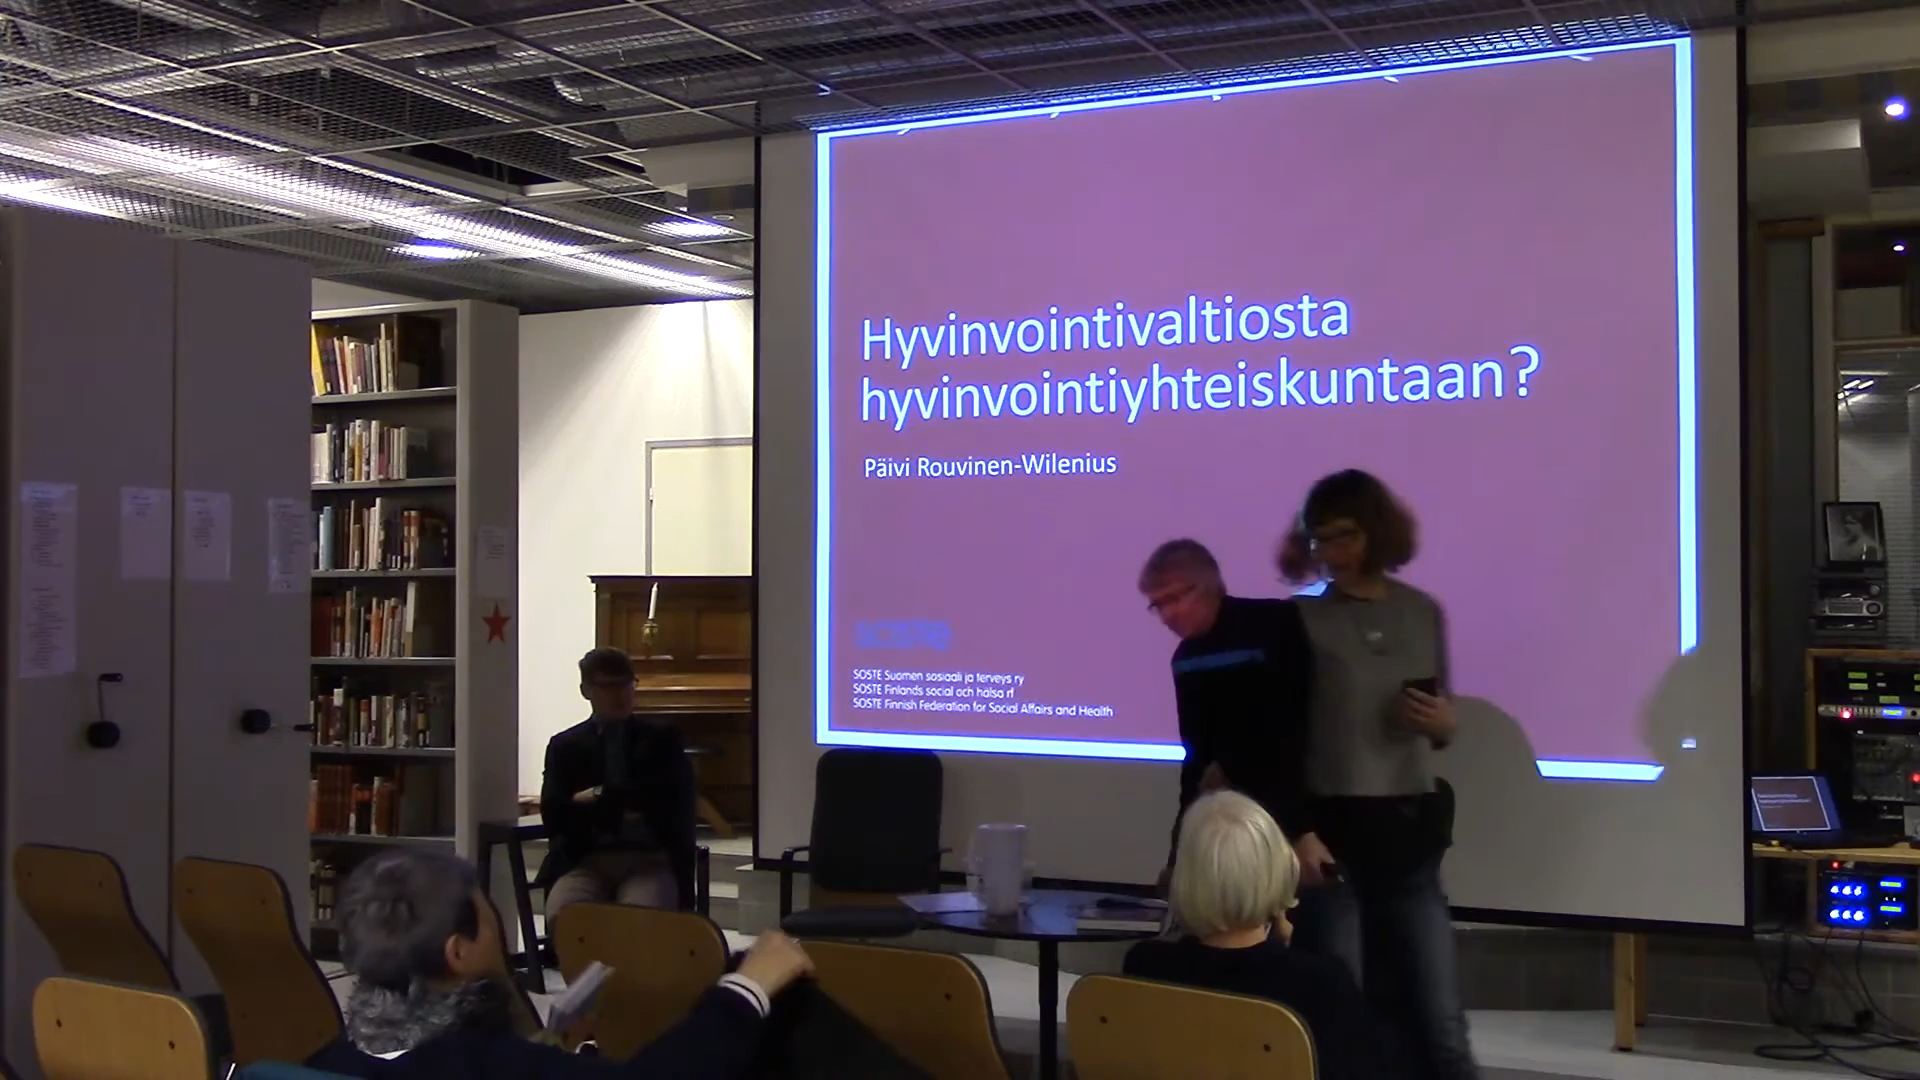 Hyvinvointivaltiosta
hyvinvointiyhteiskuntaan?
Päivi Rouvinen-Wilenius
SOSTE
SOSTE Suomen sosiaali ja terveys ry
SOSTE Finlands social och hälsa rf
SOSTE Finnish Federation for Social Affairs and Health